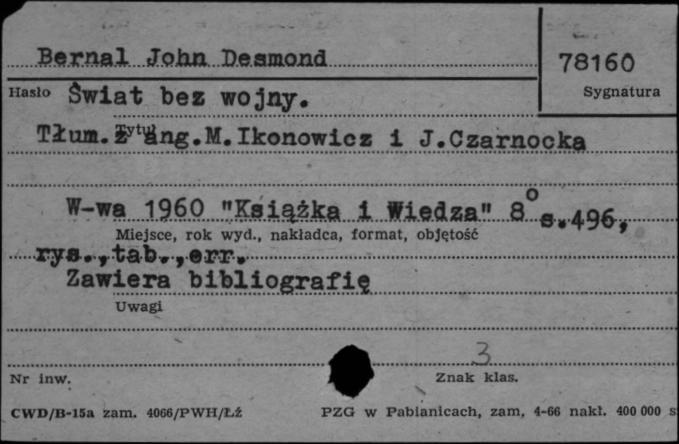 Bernal John Desmond
78160
Hasło Świat bez wojny.
Sygnatura
Tytuł
Tłum.z ang.M.Ikonowicz i J.Czarnocka
W-wa 1960 "Książka i Wiedza" 8° s.496,
Miejsce, rok wyd., nakładca, format, objętość
rys.,tab.,err.
Zawiera bibliografię
Uwagi
3
Nr inw.
Znak klas.
CWD/B-15a zam. 4066/PWH/Łź PZG w Pabianicach, zam, 4-66 nakł. 400 000 s